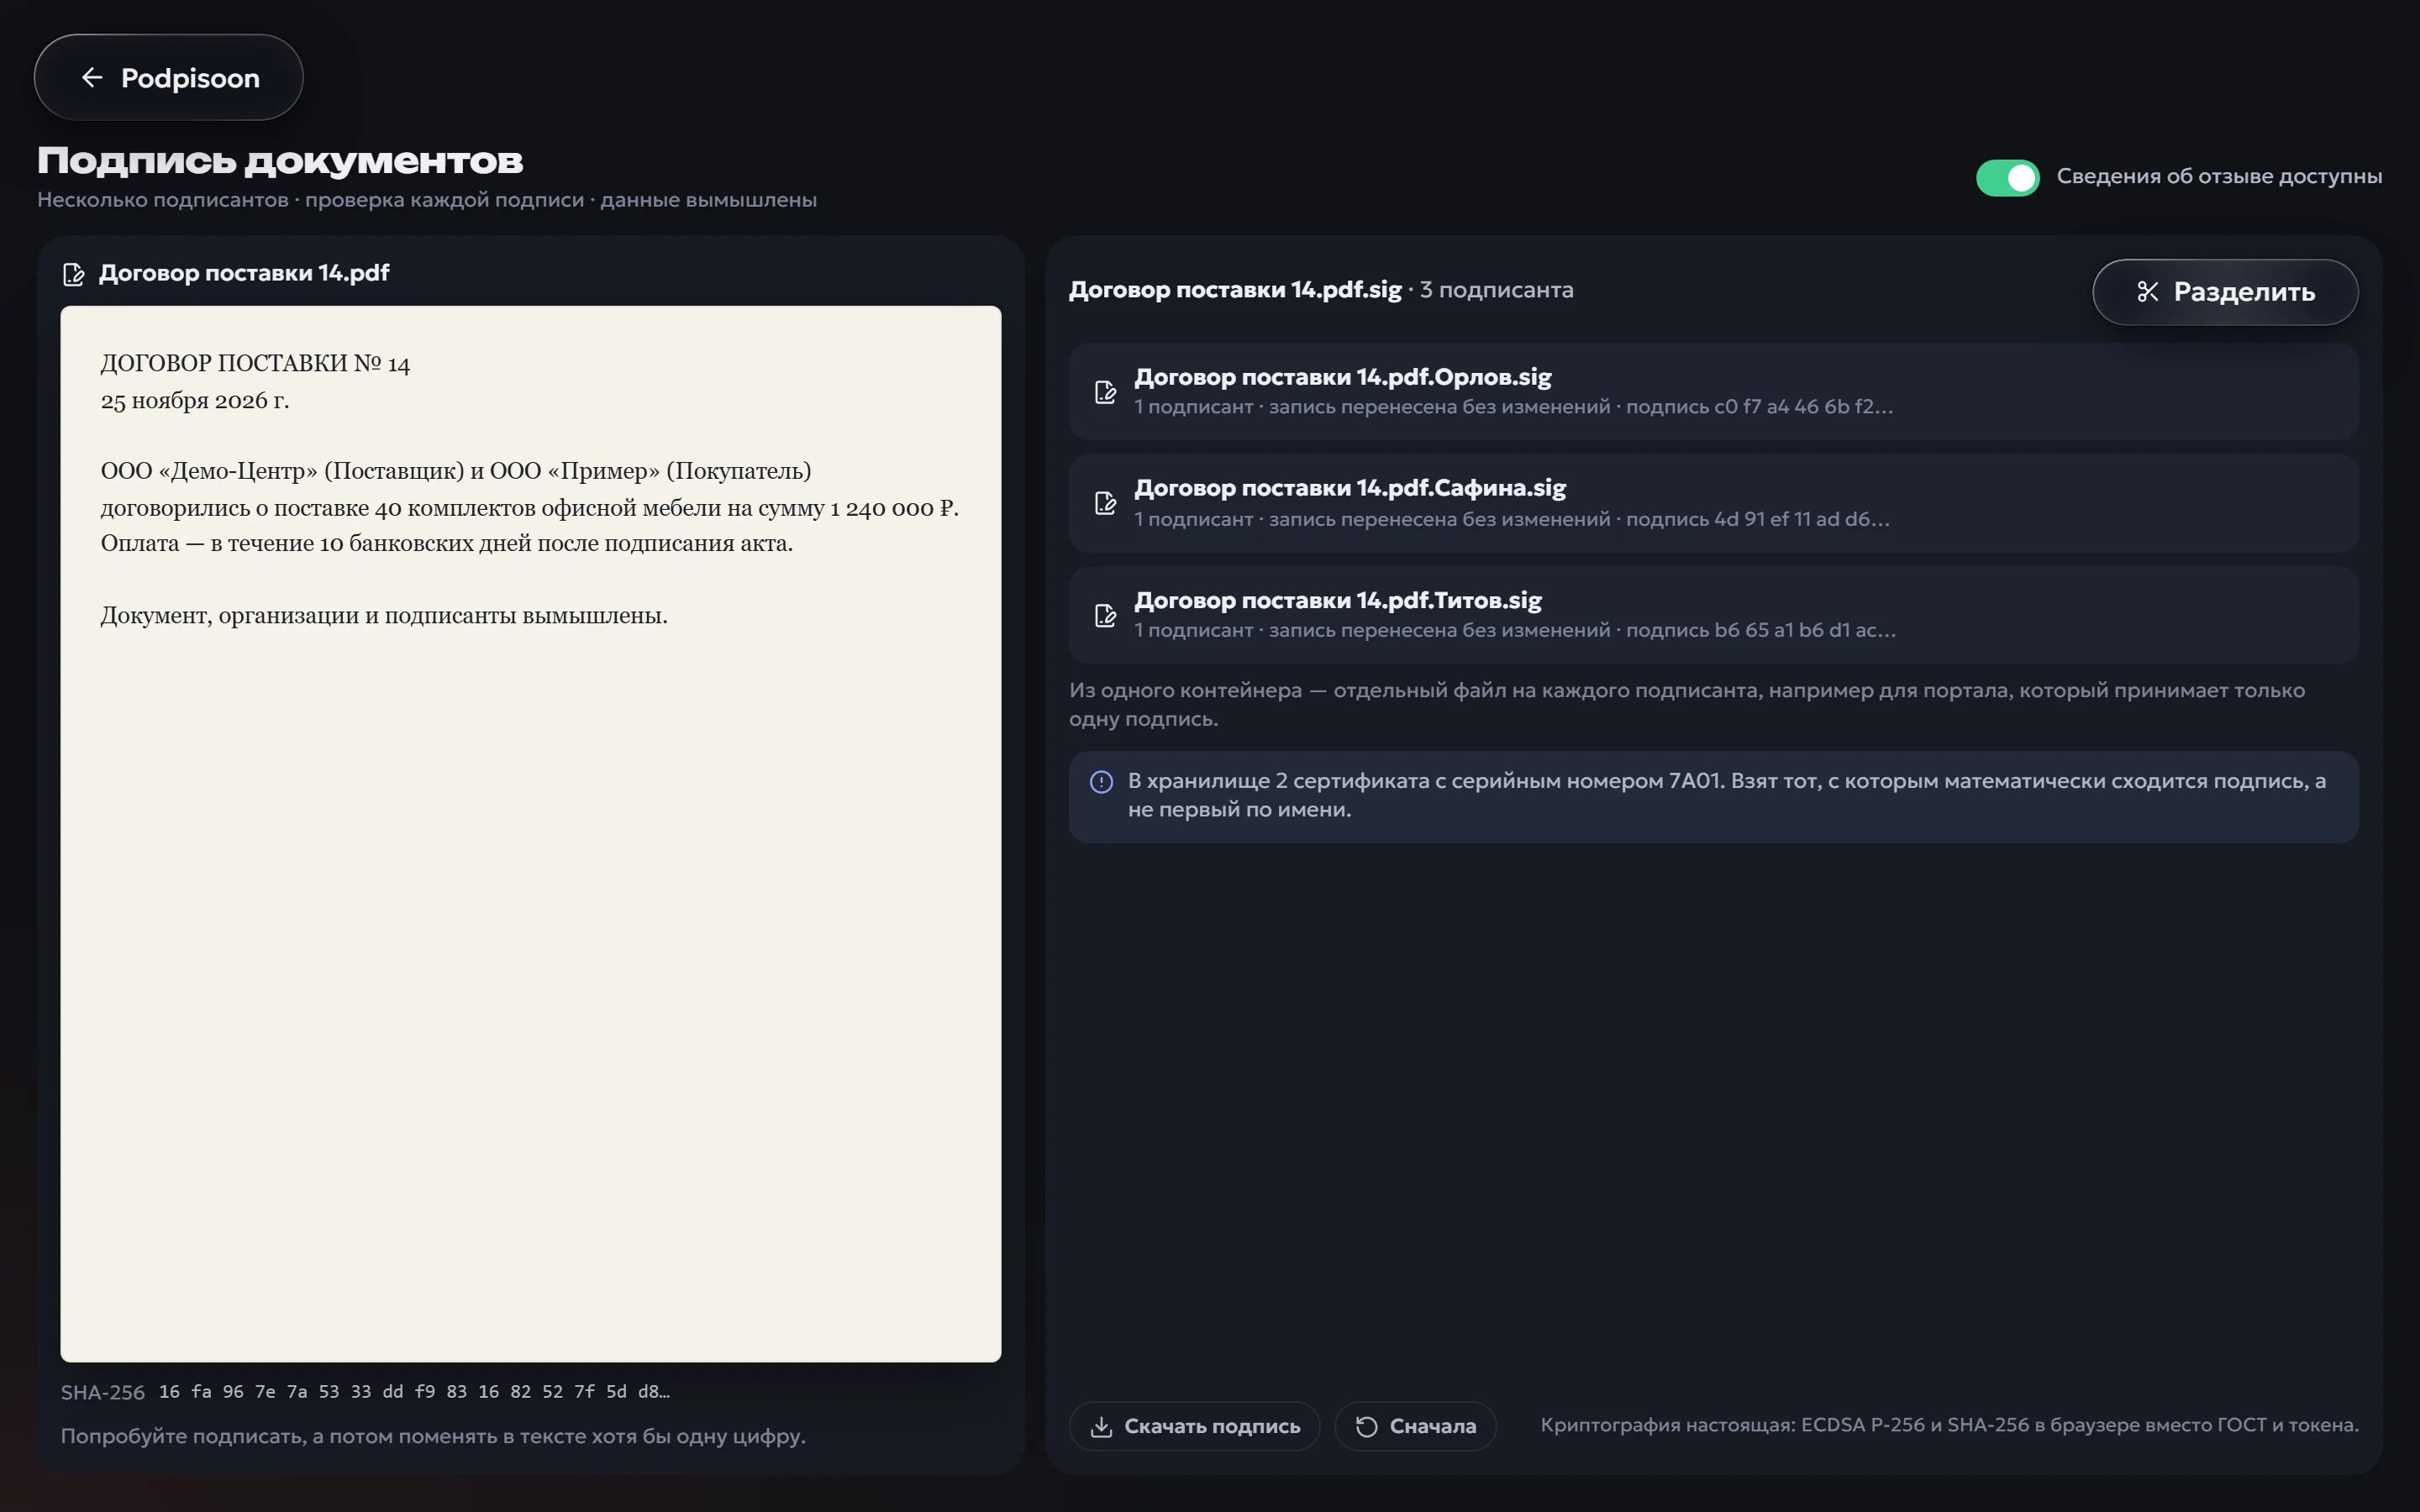 Podpisoon
Подпись документов
Несколько подписантов · проверка каждой подписи · данные вымышлены
Сведения об отзыве доступны
Договор поставки 14.pdf
ДОГОВОР ПОСТАВКИ № 14
25 ноября 2026 г.
ООО «Демо-Центр» (Поставщик) и ООО «Пример» (Покупатель)
договорились о поставке 40 комплектов офисной мебели на сумму 1 240 000 ₽.
Оплата — в течение 10 банковских дней после подписания акта.
Документ, организации и подписанты вымышлены.
SHA-256 16 fa 96 7e 7a 53 33 dd f9 83 16 82 52 7f 5d d8…
Попробуйте подписать, а потом поменять в тексте хотя бы одну цифру.
Договор поставки 14.pdf.sig · 3 подписанта
Разделить
Договор поставки 14.pdf.Орлов.sig
1 подписант · запись перенесена без изменений · подпись c0 f7 a4 46 6b f2…
Договор поставки 14.pdf.Сафина.sig
1 подписант · запись перенесена без изменений · подпись 4d 91 ef 11 ad d6…
Договор поставки 14.pdf.Титов.sig
1 подписант · запись перенесена без изменений · подпись b6 65 a1 b6 d1 ac…
Из одного контейнера — отдельный файл на каждого подписанта, например для портала, который принимает только
одну подпись.
В хранилище 2 сертификата с серийным номером 7A01. Взят тот, с которым математически сходится подпись, а
не первый по имени.
Скачать подпись
Сначала
Криптография настоящая: ECDSA P-256 и SHA-256 в браузере вместо ГОСТ и токена.